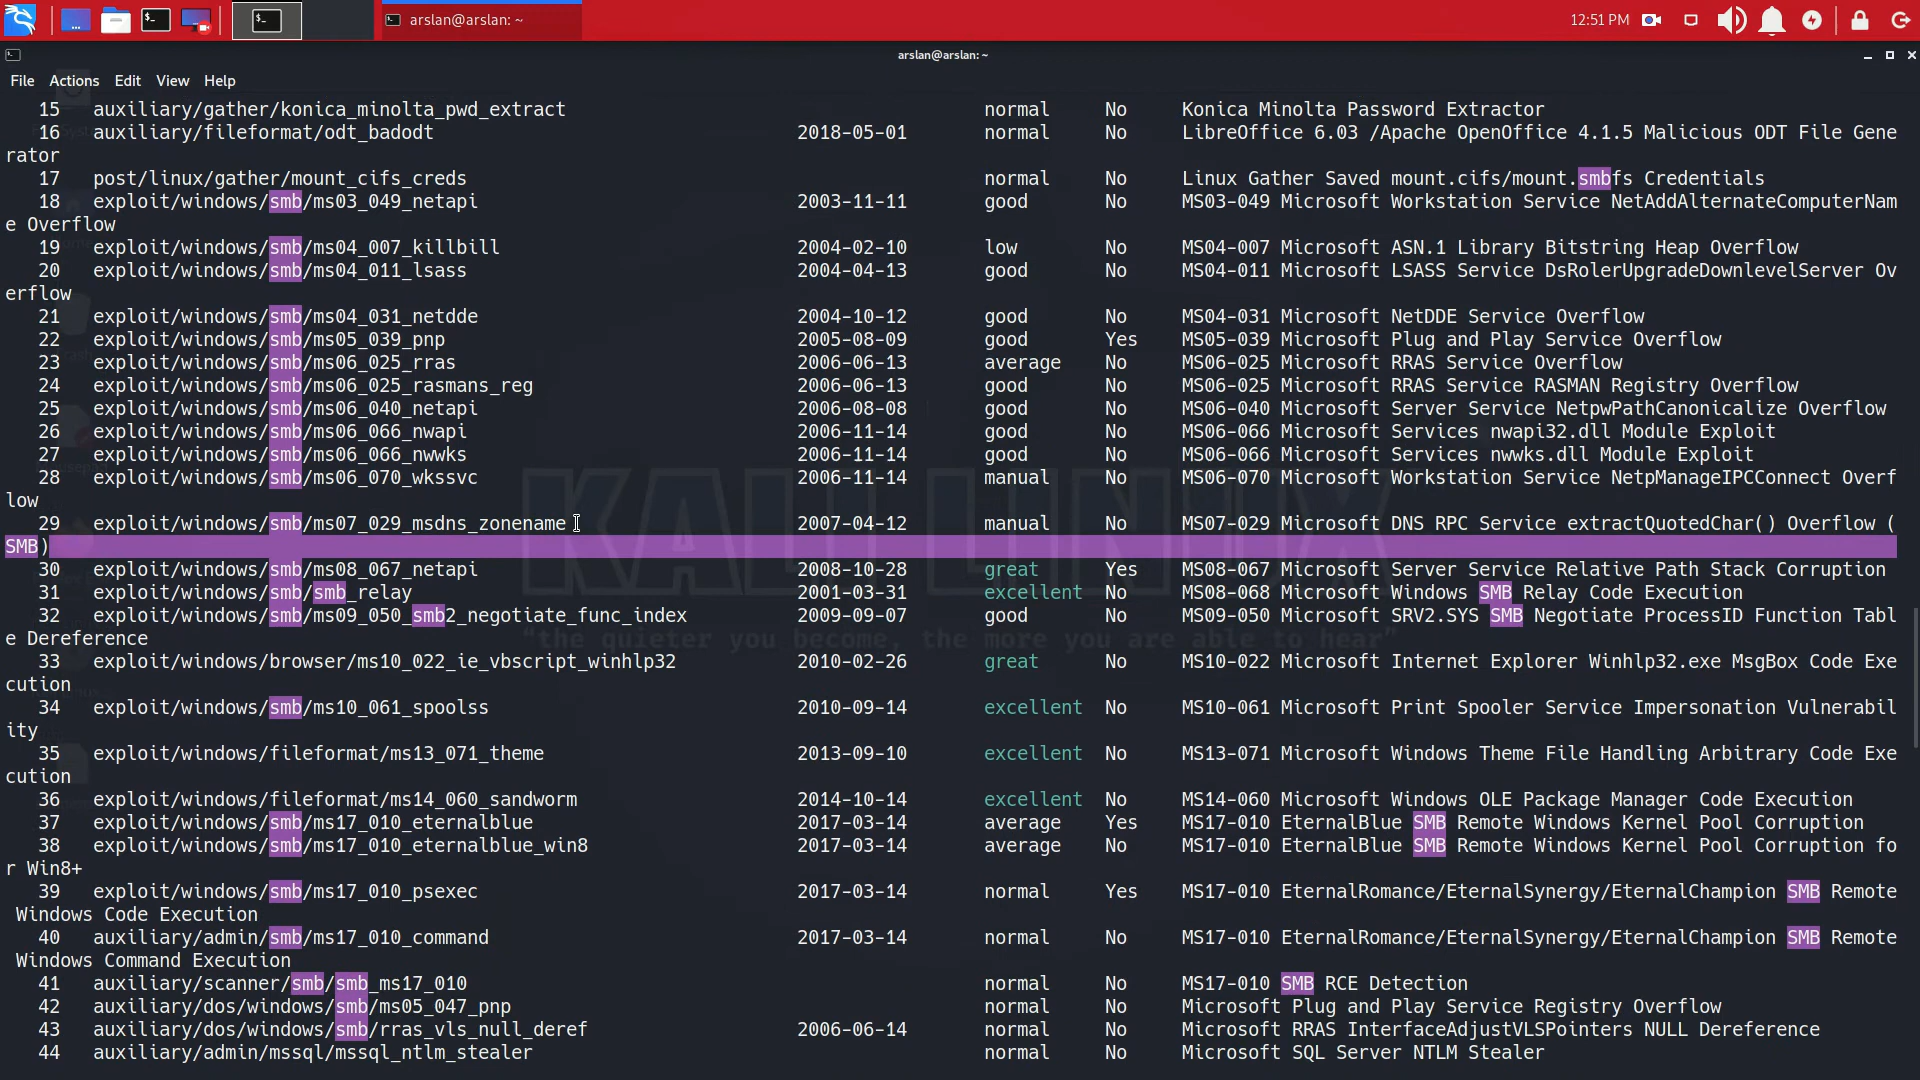 arslan@arslan: ~
12:51 PM
arslan@arslan: ~
File Actions Edit View Help
15 auxiliary/gather/konica_minolta_pwd_extract normal No Konica Minolta Password Extractor
16 auxiliary/fileformat/odt_badodt 2018-05-01 normal No LibreOffice 6.03 /Apache OpenOffice 4.1.5 Malicious ODT File Gene
rator
17 post/linux/gather/mount_cifs_creds normal No Linux Gather Saved mount.cifs/mount.smbfs Credentials
18 exploit/windows/smb/ms03_049_netapi 2003-11-11 good No MS03-049 Microsoft Workstation Service NetAddAlternateComputerNam
e Overflow
19 exploit/windows/smb/ms04_007_killbill 2004-02-10 low No MS04-007 Microsoft ASN.1 Library Bitstring Heap Overflow
20 exploit/windows/smb/ms04_011_lsass 2004-04-13 good No MS04-011 Microsoft LSASS Service DsRolerUpgradeDownlevelServer Ov
erflow
21 exploit/windows/smb/ms04_031_netdde 2004-10-12 good No MS04-031 Microsoft NetDDE Service Overflow
22 exploit/windows/smb/ms05_039_pnp 2005-08-09 good Yes MS05-039 Microsoft Plug and Play Service Overflow
23 exploit/windows/smb/ms06_025_rras 2006-06-13 average No MS06-025 Microsoft RRAS Service Overflow
24 exploit/windows/smb/ms06_025_rasmans_reg 2006-06-13 good No MS06-025 Microsoft RRAS Service RASMAN Registry Overflow
25 exploit/windows/smb/ms06_040_netapi 2006-08-08 good No MS06-040 Microsoft Server Service NetpwPathCanonicalize Overflow
26 exploit/windows/smb/ms06_066_nwapi 2006-11-14 good No MS06-066 Microsoft Services nwapi32.dll Module Exploit
27 exploit/windows/smb/ms06_066_nwwks 2006-11-14 good No MS06-066 Microsoft Services nwwks.dll Module Exploit
28 exploit/windows/smb/ms06_070_wkssvc 2006-11-14 manual No MS06-070 Microsoft Workstation Service NetpManageIPCConnect Overf
low
29 exploit/windows/smb/ms07_029_msdns_zonename 2007-04-12 manual No MS07-029 Microsoft DNS RPC Service extractQuotedChar() Overflow (
SMB)
30 exploit/windows/smb/ms08_067_netapi 2008-10-28 great Yes MS08-067 Microsoft Server Service Relative Path Stack Corruption
31 exploit/windows/smb/smb_relay 2001-03-31 excellent No MS08-068 Microsoft Windows SMB Relay Code Execution
32 exploit/windows/smb/ms09_050_smb2_negotiate_func_index 2009-09-07 good No MS09-050 Microsoft SRV2.SYS SMB Negotiate ProcessID Function Tabl
e Dereference
33 exploit/windows/browser/ms10_022_ie_vbscript_winhlp32 2010-02-26 great No MS10-022 Microsoft Internet Explorer Winhlp32.exe MsgBox Code Exe
cution
34 exploit/windows/smb/ms10_061_spoolss 2010-09-14 excellent No MS10-061 Microsoft Print Spooler Service Impersonation Vulnerabil
ity
35 exploit/windows/fileformat/ms13_071_theme 2013-09-10 excellent No MS13-071 Microsoft Windows Theme File Handling Arbitrary Code Exe
cution
36 exploit/windows/fileformat/ms14_060_sandworm 2014-10-14 excellent No MS14-060 Microsoft Windows OLE Package Manager Code Execution
37 exploit/windows/smb/ms17_010_eternalblue 2017-03-14 average Yes MS17-010 EternalBlue SMB Remote Windows Kernel Pool Corruption
38 exploit/windows/smb/ms17_010_eternalblue_win8 2017-03-14 average No MS17-010 EternalBlue SMB Remote Windows Kernel Pool Corruption fo
r Win8+
39 exploit/windows/smb/ms17_010_psexec 2017-03-14 normal Yes MS17-010 EternalRomance/EternalSynergy/EternalChampion SMB Remote
Windows Code Execution
40 auxiliary/admin/smb/ms17_010_command 2017-03-14 normal No MS17-010 EternalRomance/EternalSynergy/EternalChampion SMB Remote
Windows Command Execution
41 auxiliary/scanner/smb/smb_ms17_010 normal No MS17-010 SMB RCE Detection
42 auxiliary/dos/windows/smb/ms05_047_pnp normal No Microsoft Plug and Play Service Registry Overflow
43 auxiliary/dos/windows/smb/rras_vls_null_deref 2006-06-14 normal No Microsoft RRAS InterfaceAdjustVLSPointers NULL Dereference
44 auxiliary/admin/mssql/mssql_ntlm_stealer normal No Microsoft SQL Server NTLM Stealer
KALI LINUX
"the quieter you become, the more you are able to hear"